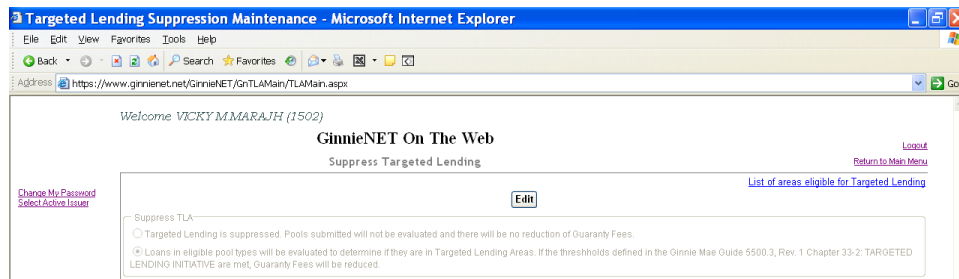 Targeted Lending Suppression Maintenance - Microsoft Internet Explorer
File Edit View Favorites Tools Help
Back Search Favorites
Address https://www.ginnienet.net/GinnieNET/GnTLAMain/TLAMain.aspx Go
Welcome VICKY M.MARAJH (1502)
GinnieNET On The Web
Logout
Suppress Targeted Lending
Return to Main Menu
List of areas eligible for Targeted Lending
Change My Password
Select Active Issuer
Edit
Suppress TLA
Targeted Lending is suppressed. Pools submitted will not be evaluated and there will be no reduction of Guaranty Fees.
Loans in eligible pool types will be evaluated to determine if they are in Targeted Lending Areas. If the threshholds defined in the Ginnie Mae Guide 5500.3, Rev. 1 Chapter 33-2: TARGETED
LENDING INITIATIVE are met, Guaranty Fees will be reduced.